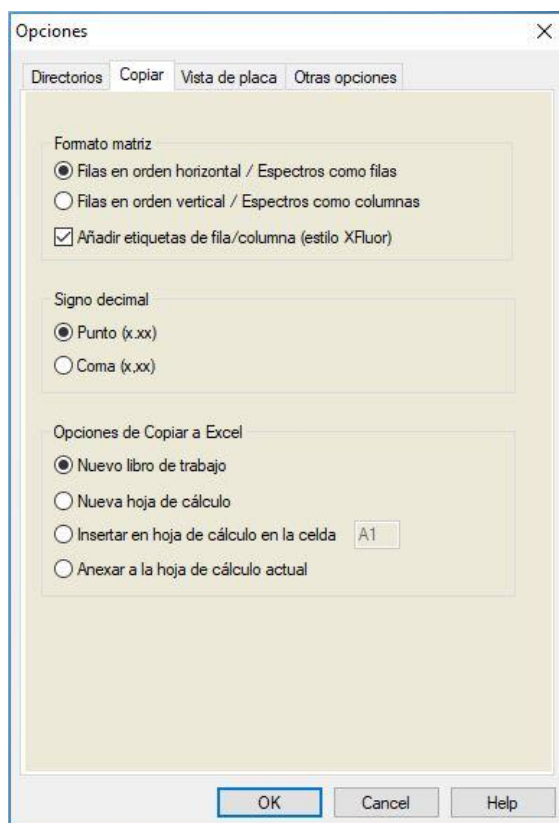 Opciones
Directorios Copiar Vista de placa Otras opciones
Formato matriz
Filas en orden horizontal / Espectros como filas
Filas en orden vertical / Espectros como columnas
Añadir etiquetas de fila/columna (estilo XFluor)
Signo decimal
Punto (x.xx)
Coma (x,xx)
Opciones de Copiar a Excel
Nuevo libro de trabajo
Nueva hoja de cálculo
Insertar en hoja de cálculo en la celda A1
Anexar a la hoja de cálculo actual
OK Cancel Help